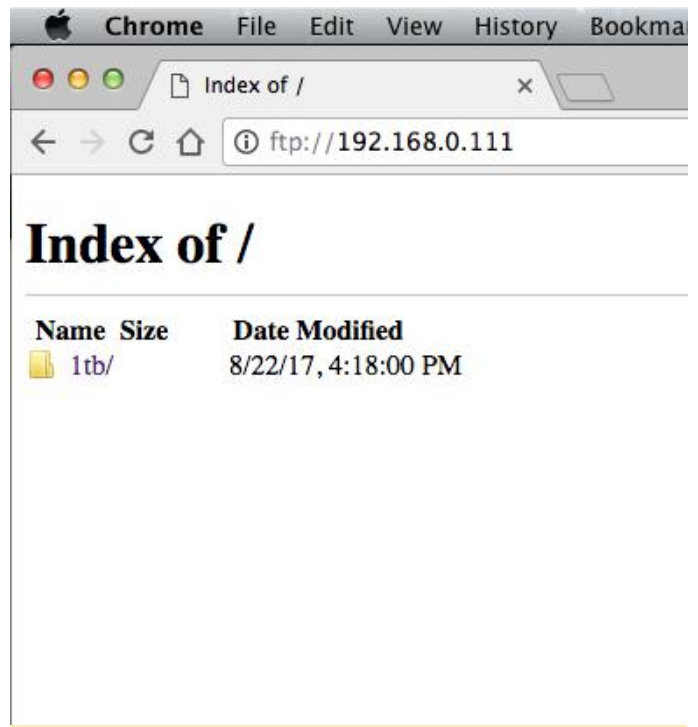 Chrome File Edit View History
Index of /
ftp://192.168.0.111
Index of /
Name Size Date Modified
1tb/ 8/22/17, 4:18:00 PM